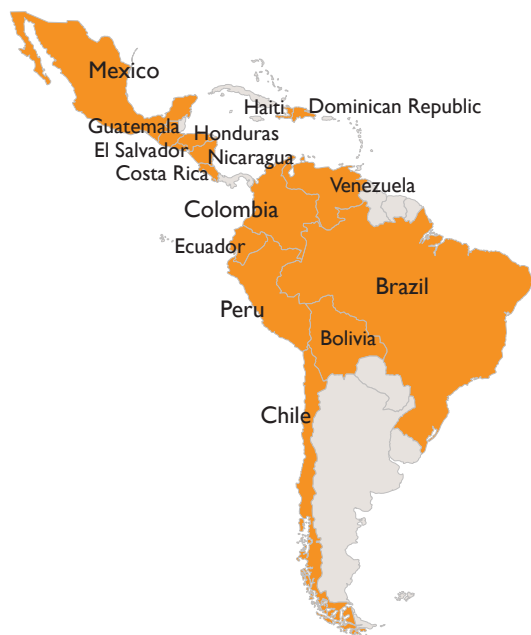 Mexico
Haiti
Dominican Republic
Guatemala
Honduras
El Salvador
Nicaragua
Costa Rica
Venezuela
Colombia
Ecuador
Brazil
Peru
Bolivia
Chile